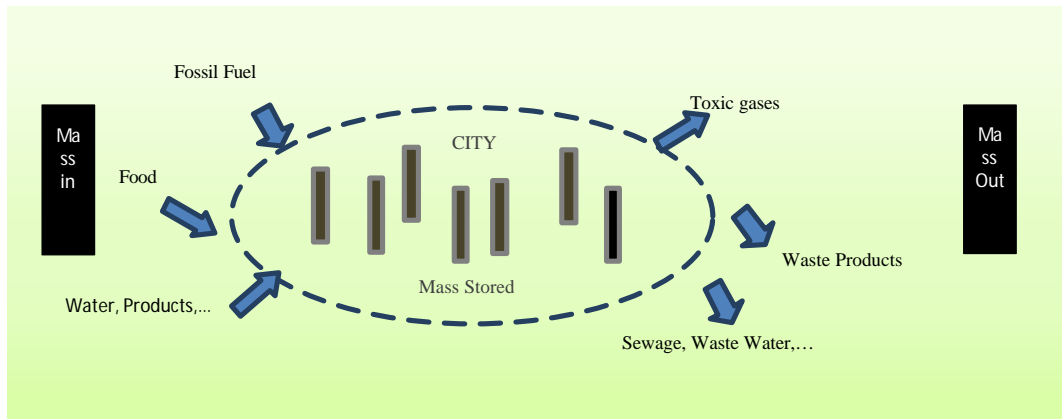 Fossil Fuel
Toxic gases
Ma
ss
in
CITY
Ma
ss
Out
Food
Waste Products
Mass Stored
Water, Products,...
Sewage, Waste Water,…